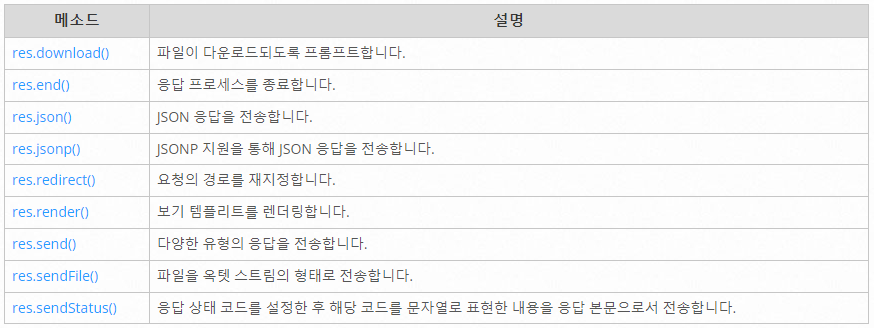 메소드 설명
res.download() 파일이 다운로드되도록 프롬프트합니다.
res.end() 응답 프로세스를 종료합니다.
res.json() JSON 응답을 전송합니다.
res.jsonp() JSONP 지원을 통해 JSON 응답을 전송합니다.
res.redirect() 요청의 경로를 재지정합니다.
res.render() 보기 템플리트를 렌더링합니다.
res.send() 다양한 유형의 응답을 전송합니다.
res.sendFile() 파일을 옥텟 스트림의 형태로 전송합니다.
res.sendStatus() 응답 상태 코드를 설정한 후 해당 코드를 문자열로 표현한 내용을 응답 본문으로서 전송합니다.